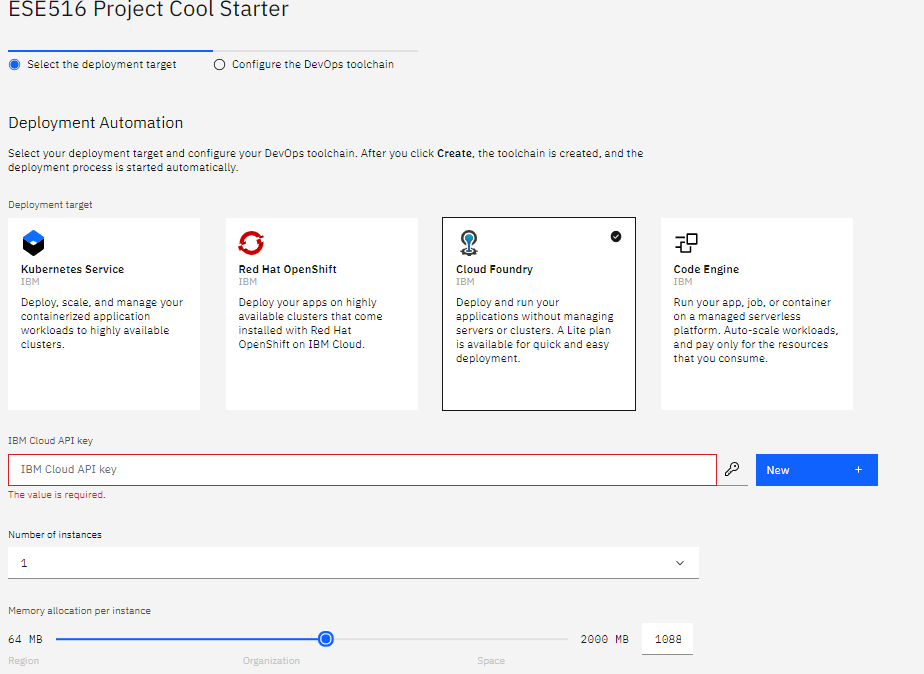 ESE516 Project Cool Starter
Select the deployment target
Configure the DevOps toolchain
Deployment Automation
Select your deployment target and configure your DevOps toolchain. After you click Create, the toolchain is created, and the
deployment process is started automatically.
Deployment target
Kubernetes Service
IBM
Deploy, scale, and manage your
containerized application
workloads to highly available
clusters.
Red Hat OpenShift
IBM
Deploy your apps on highly
available clusters that come
installed with Red Hat
OpenShift on IBM Cloud.
Cloud Foundry
IBM
Deploy and run your
applications without managing
servers or clusters. A Lite plan
is available for quick and easy
deployment.
Code Engine
IBM
Run your app, job, or container
on a managed serverless
platform. Auto-scale workloads,
and pay only for the resources
that you consume.
IBM Cloud API key
IBM Cloud API key
New +
The value is required.
Number of instances
1
Memory allocation per instance
64 MB
2000 MB
1088
Region
Organization
Space